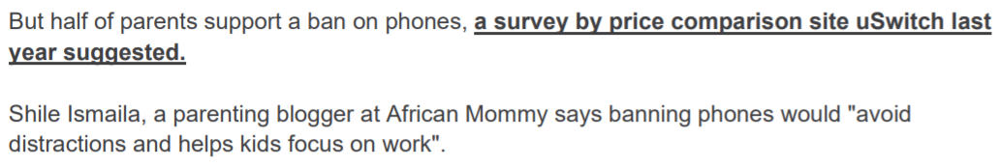 But half of parents support a ban on phones, a survey by price comparison site uSwitch last
year suggested.
Shile Ismaila, a parenting blogger at African Mommy says banning phones would "avoid
distractions and helps kids focus on work".